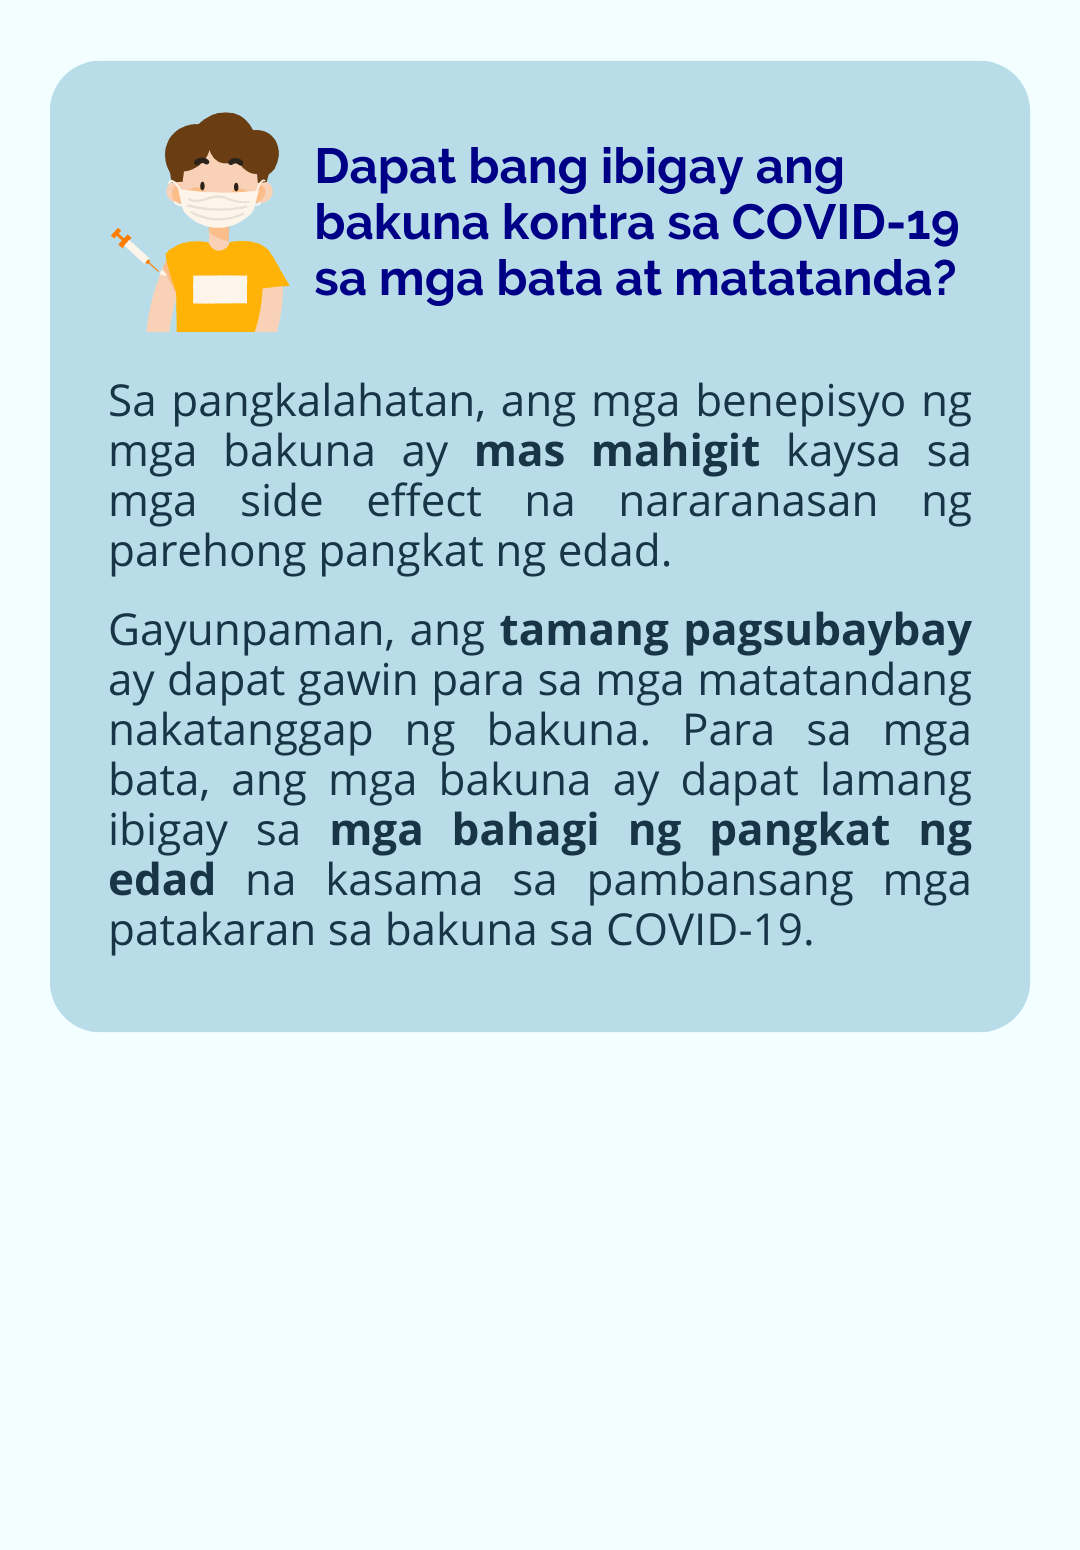 Dapat bang ibigay ang
bakuna kontra sa COVID-19
sa mga bata at matatanda?
Sa pangkalahatan, ang mga benepisyo ng
mga bakuna ay mas mahigit kaysa sa
mga side effect na nararanasan ng
parehong pangkat ng edad.
Gayunpaman, ang tamang pagsubaybay
ay dapat gawin para sa mga matatandang
nakatanggap ng bakuna. Para sa mga
bata, ang mga bakuna ay dapat lamang
ibigay sa mga bahagi ng pangkat ng
edad na kasama sa pambansang mga
patakaran sa bakuna sa COVID-19.